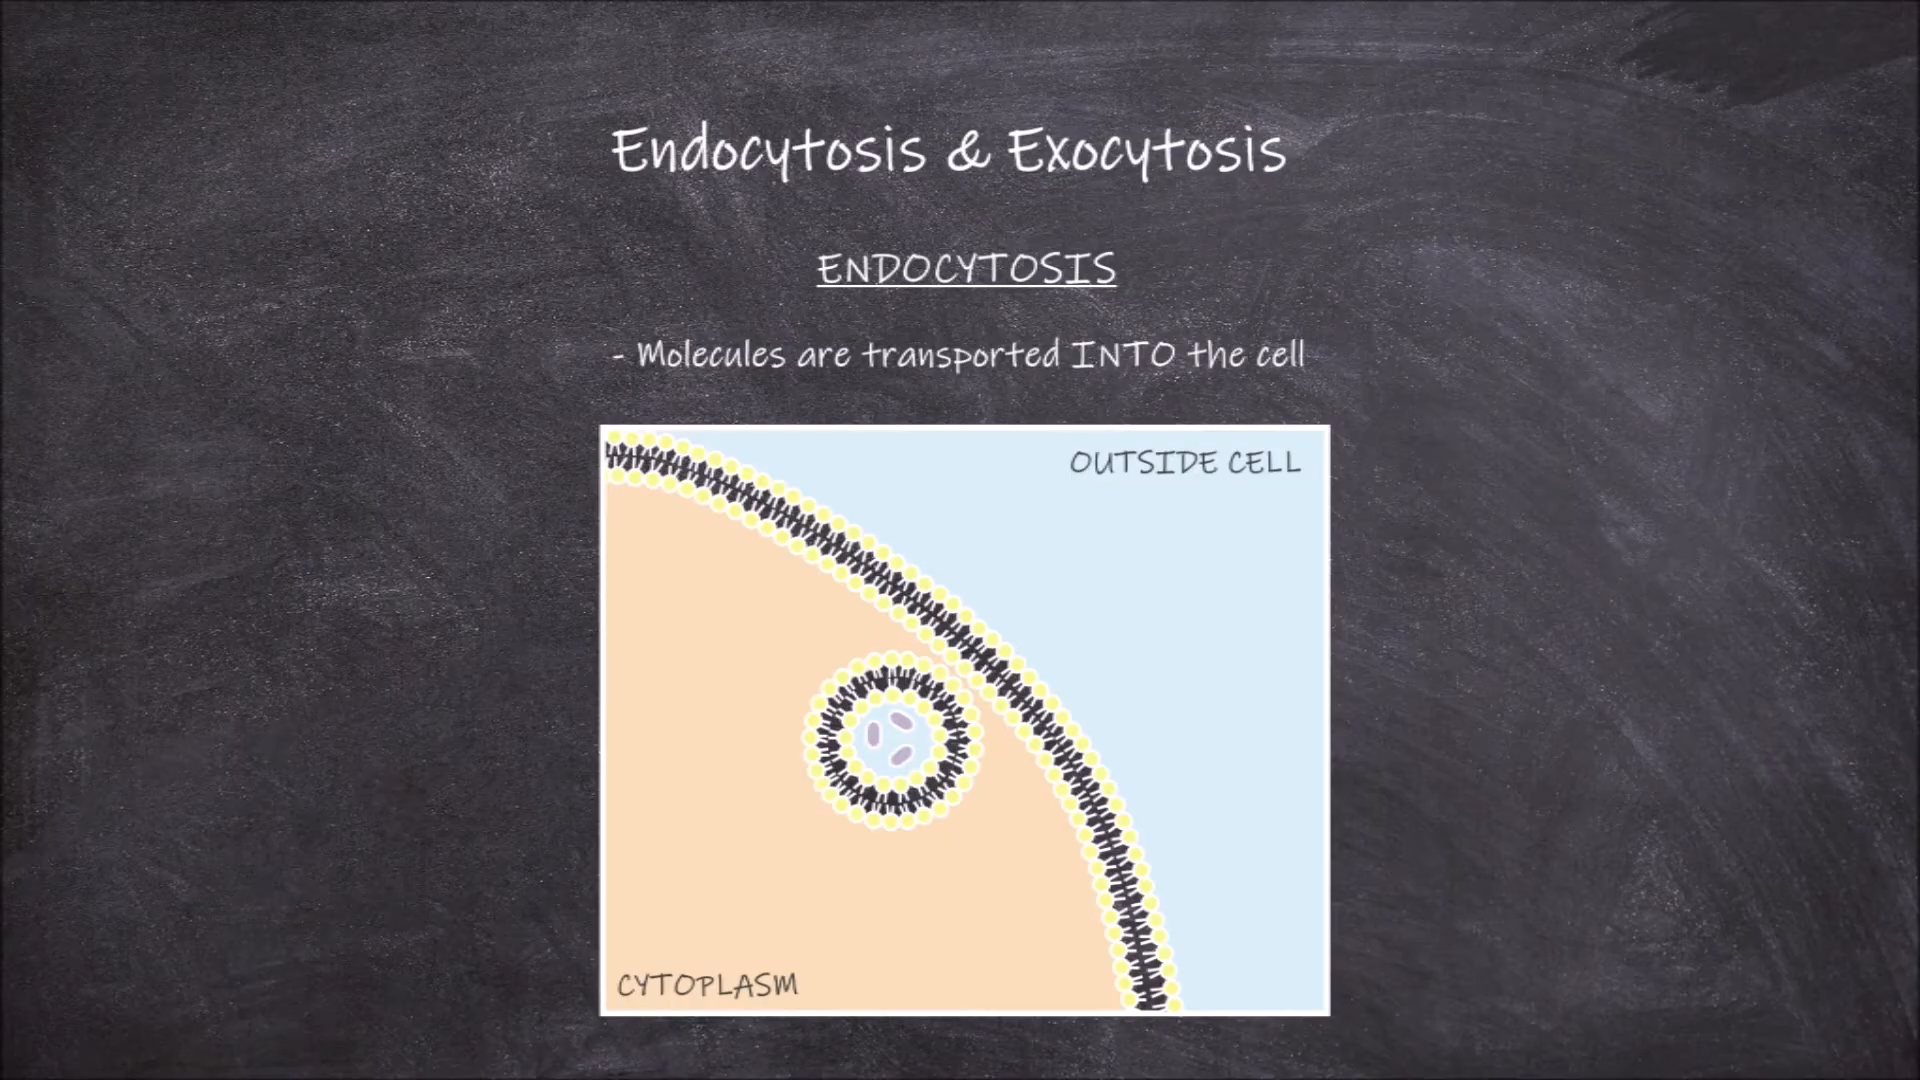 Endocytosis & Exocytosis
ENDOCYTOSIS
- Molecules are transported INTO the cell
OUTSIDE CELL
CYTOPLASM